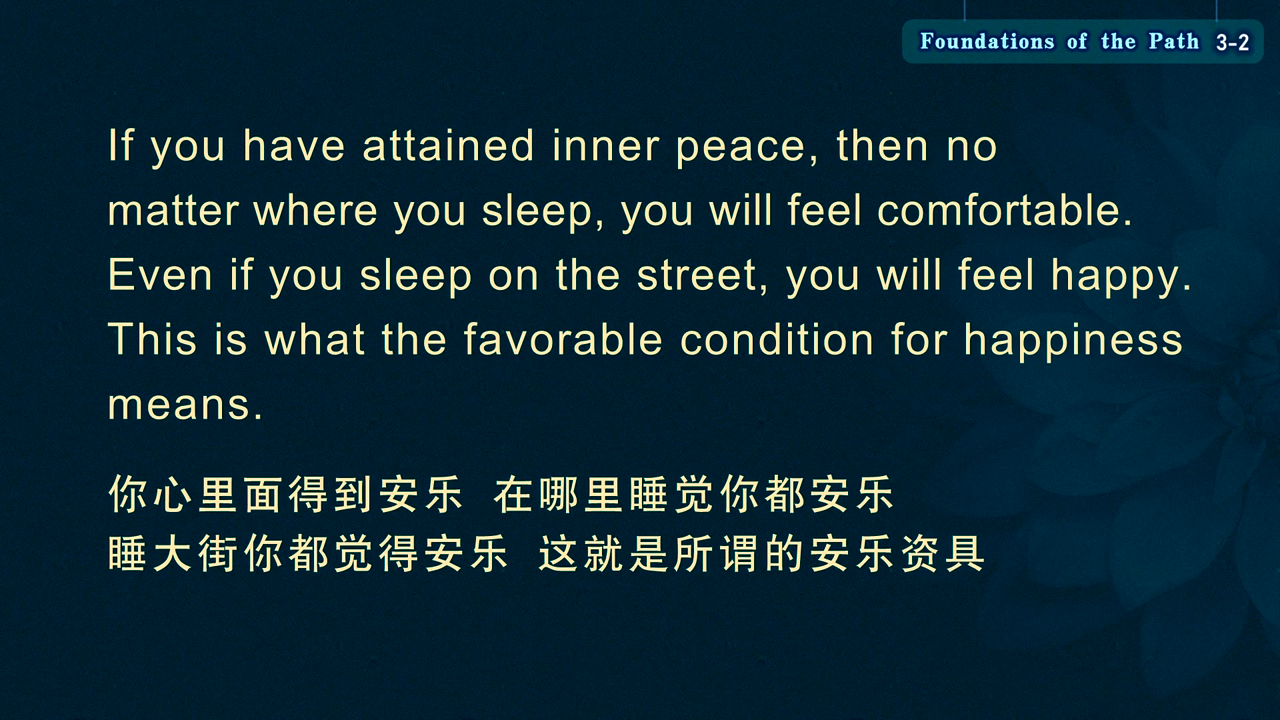 Foundations of the Path 3-2
If you have attained inner peace, then no
matter where you sleep, you will feel comfortable.
Even if you sleep on the street, you will feel happy.
This is what the favorable condition for happiness
means.
你心里面得到安乐 在哪里睡觉你都安乐
睡大街你都觉得安乐 这就是所谓的安乐资具